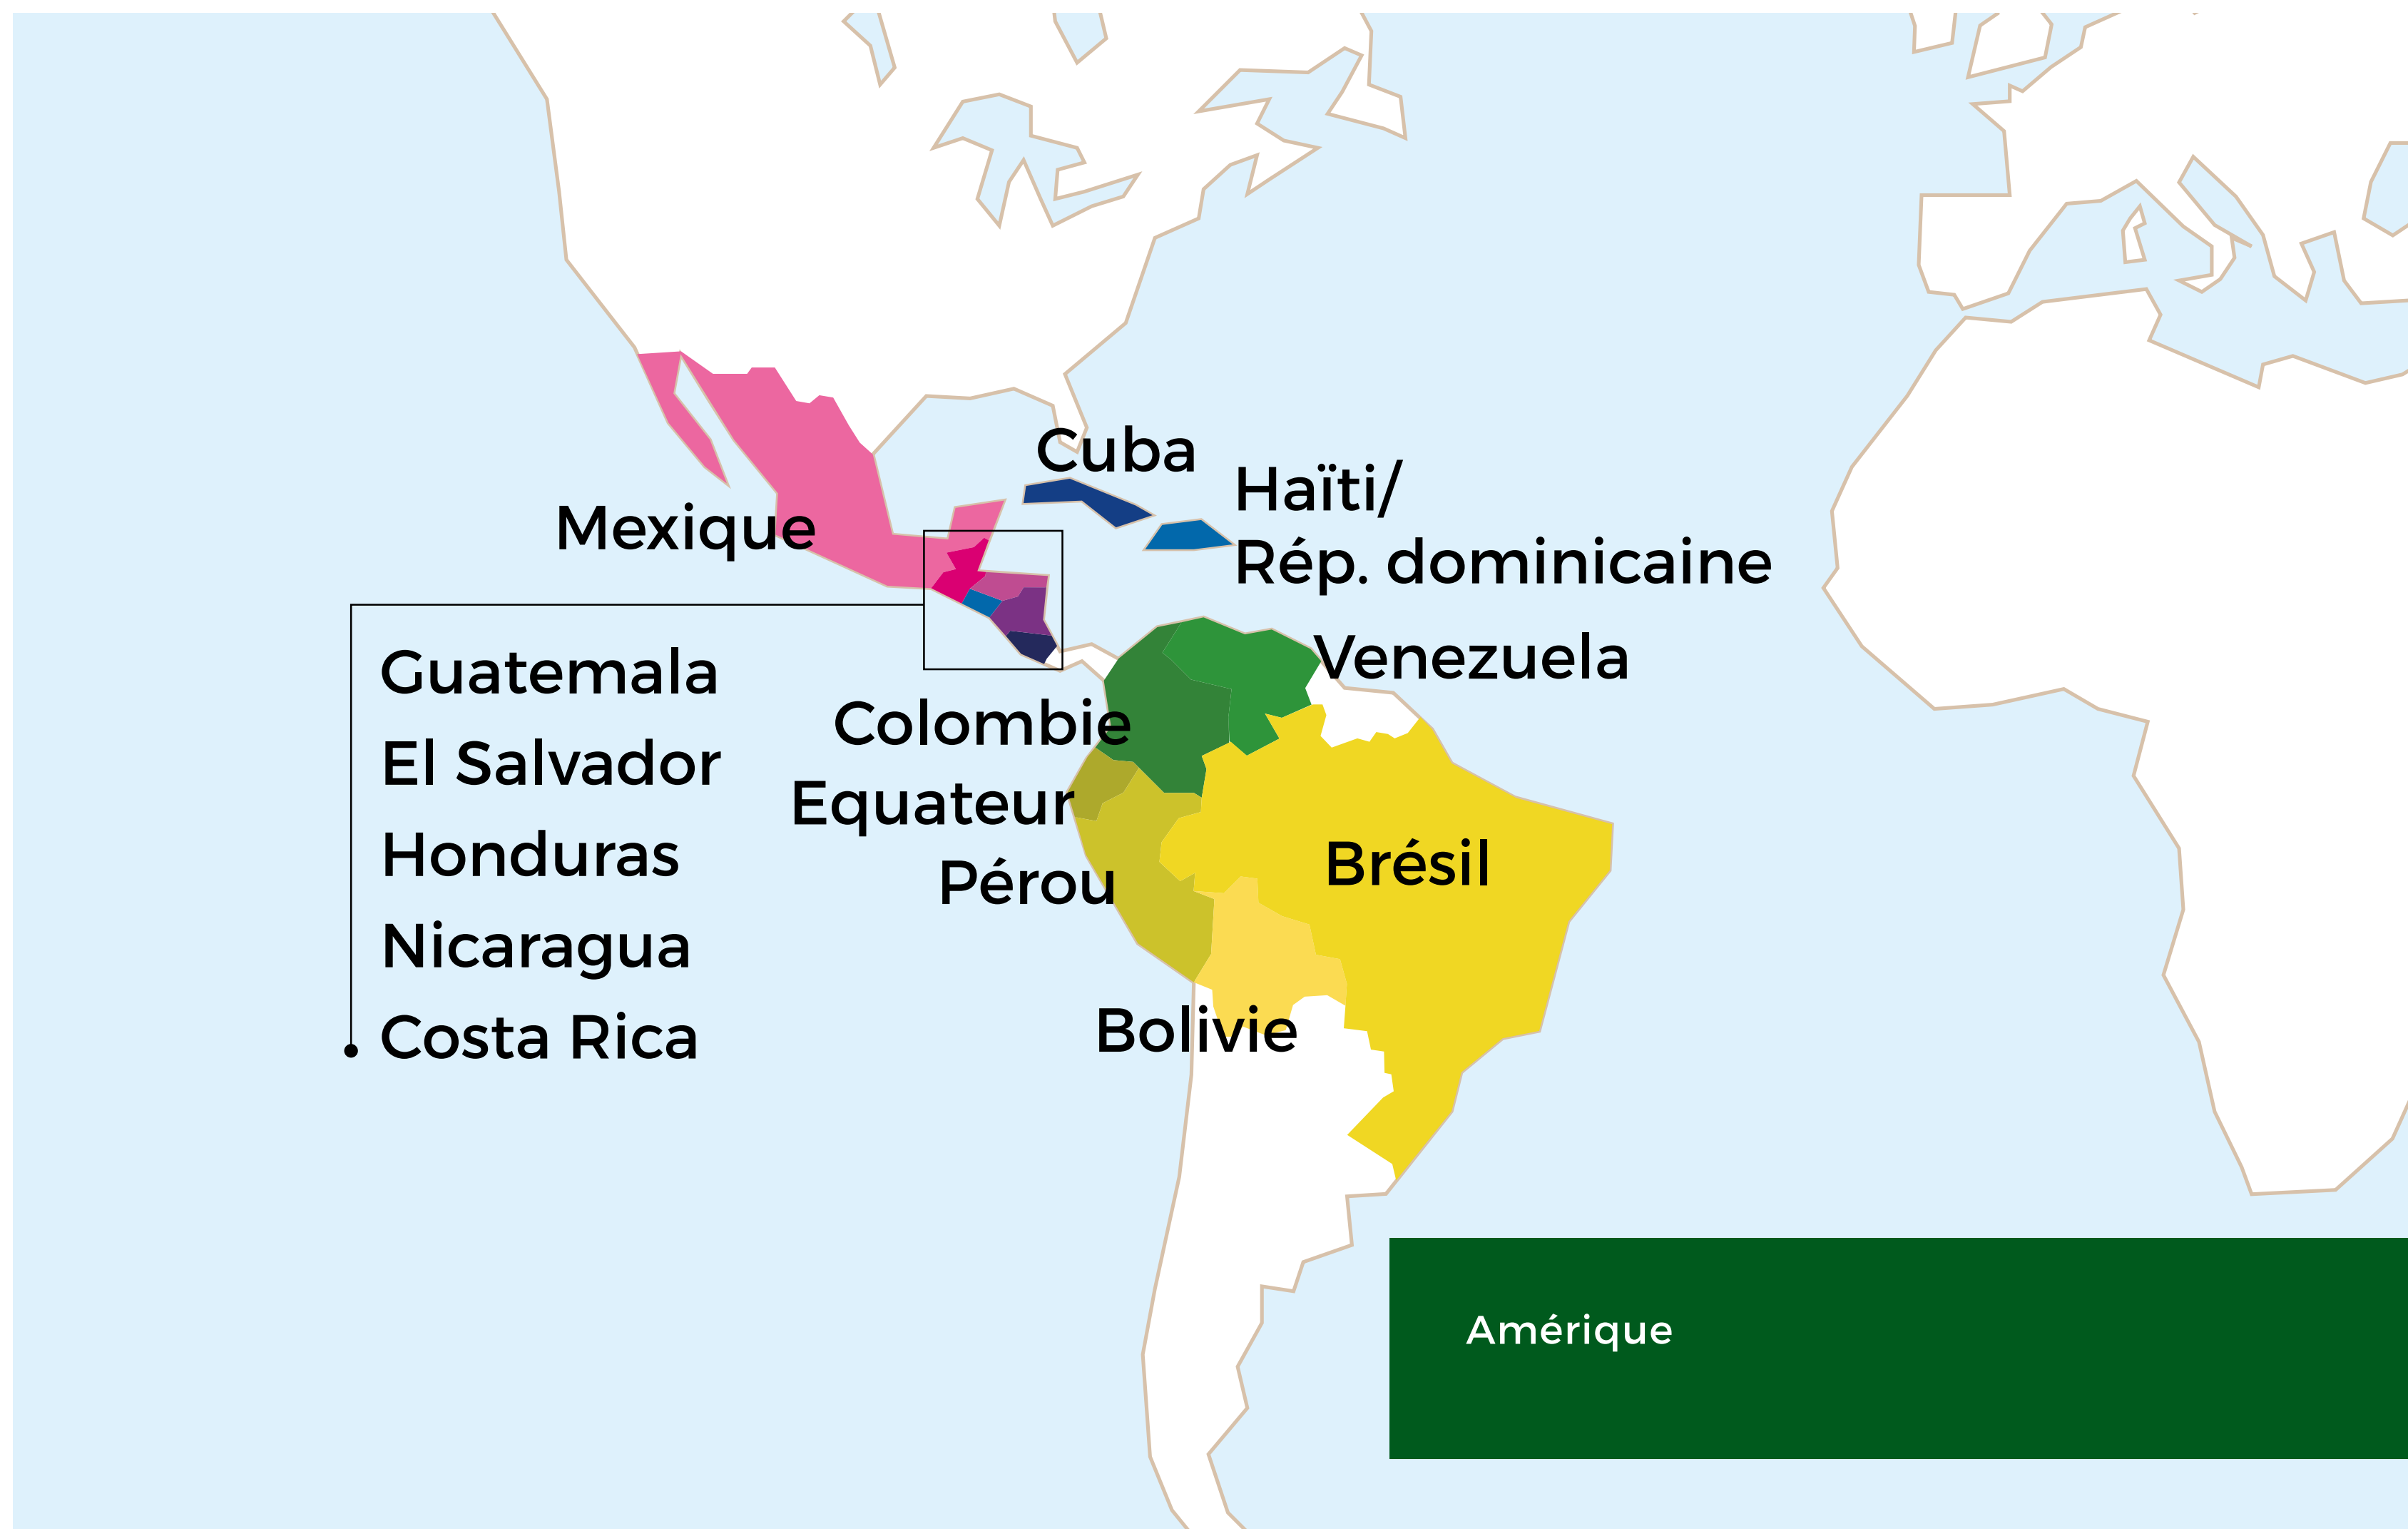 Cuba
Haïti/
Rép. dominicaine
Mexique
Venezuela
Guatemala
El Salvador
Honduras
Nicaragua
Costa Rica
Colombie
Equateur
Pérou
Brésil
Bolivie
Amérique